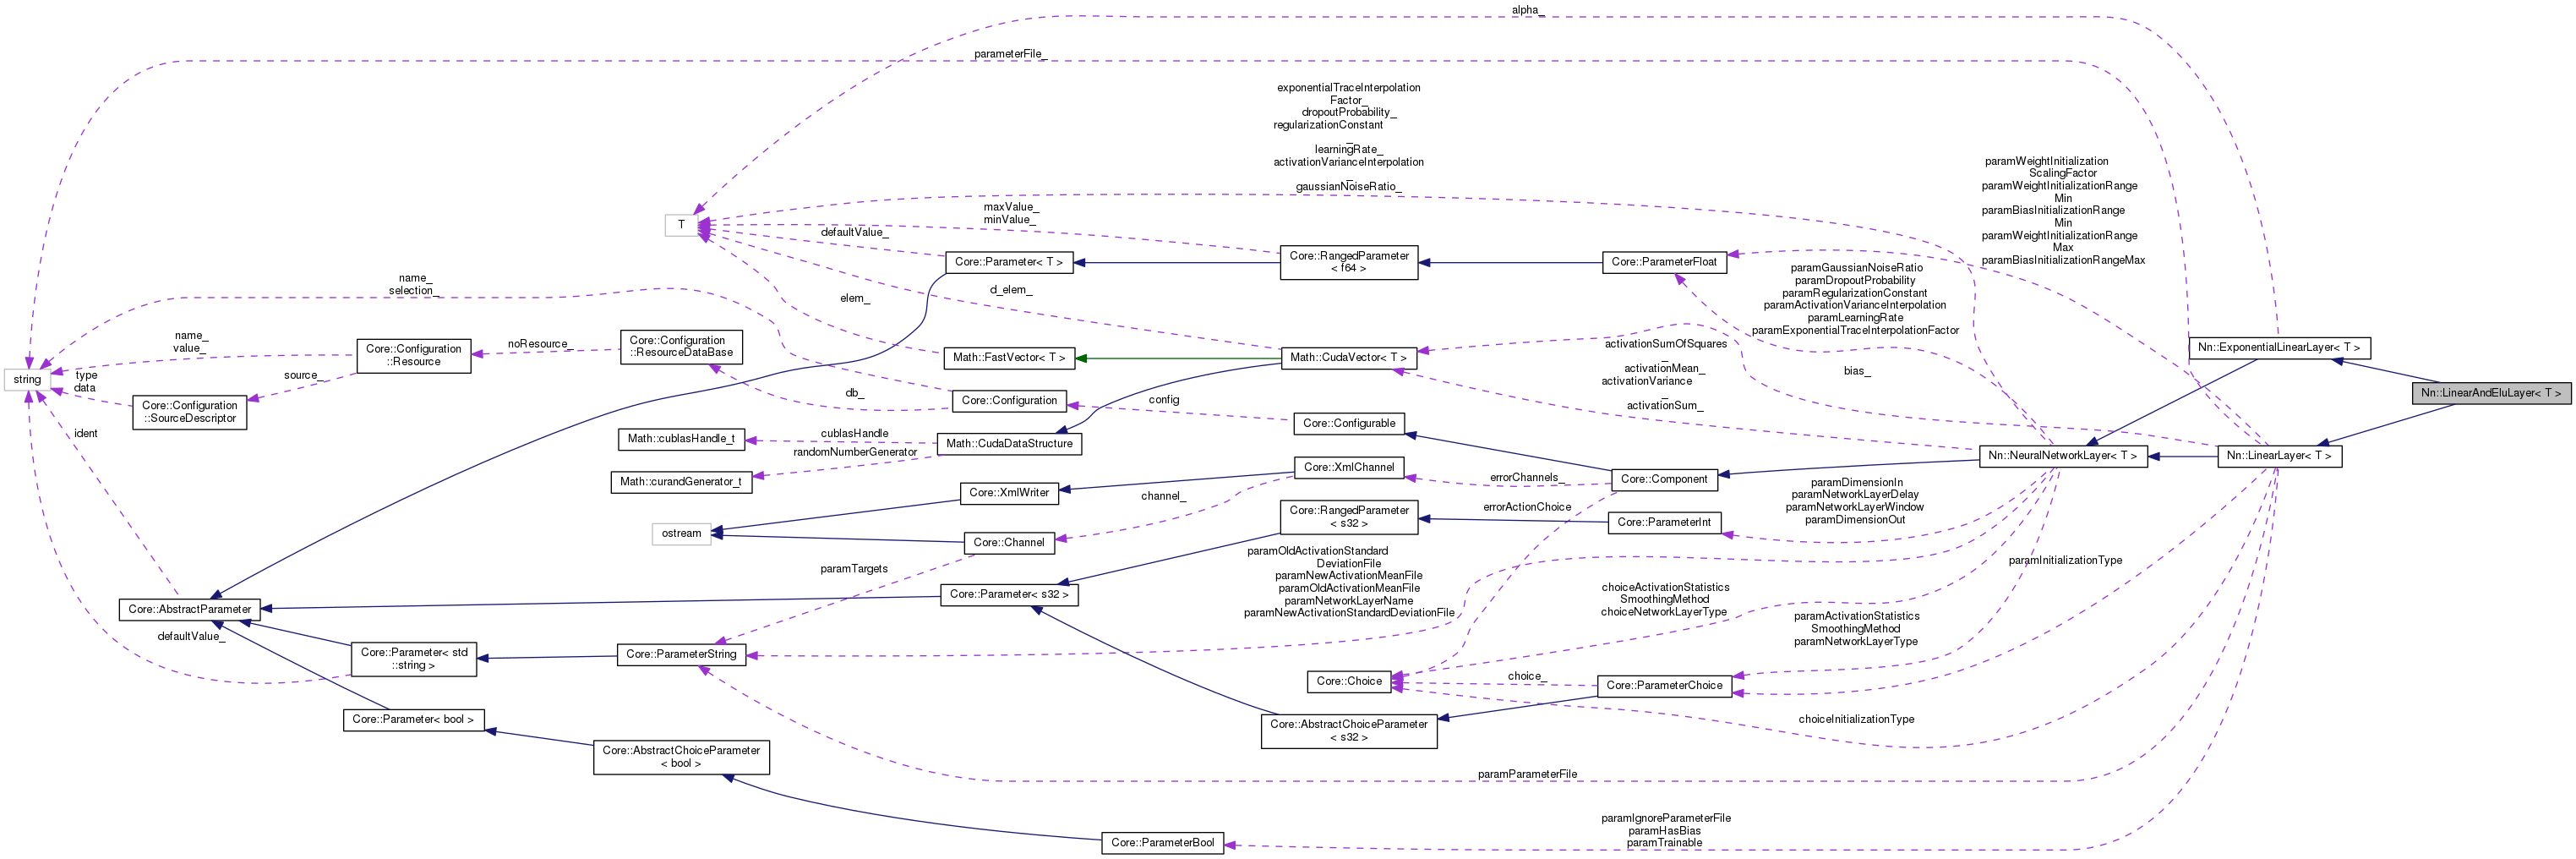 alpha_
parameterFile_
exponentialTraceInterpolation
Factor_
dropoutProbability_
regularizationConstant
_
learningRate_
activationVarianceInterpolation
_
gaussianNoiseRatio_
paramWeightInitialization
ScalingFactor
paramWeightInitializationRange
Min
paramBiasInitializationRange
Min
paramWeightInitializationRange
Max
paramBiasInitializationRangeMax
T
maxValue_
minValue_
defaultValue_
Core::Parameter< T >
Core::RangedParameter
< f64 >
Core::ParameterFloat
name_
selection_
elem_
d_elem_
paramGaussianNoiseRatio
paramDropoutProbability
paramRegularizationConstant
paramActivationVarianceInterpolation
paramLearningRate
paramExponentialTraceInterpolationFactor
name_
value_
Core::Configuration
::Resource
noResource_
Core::Configuration
::ResourceDataBase
Math::FastVector< T >
Math::CudaVector< T >
activationSumOfSquares
_
activationMean_
activationVariance
_
activationSum_
bias_
Nn::ExponentialLinearLayer< T >
Nn::LinearAndEluLayer< T >
string
type
data
source_
Core::Configuration
::SourceDescriptor
db_
Core::Configuration
config
Core::Configurable
ident
Math::cublasHandle_t
cublasHandle
randomNumberGenerator
Math::CudaDataStructure
Math::curandGenerator_t
Core::XmlWriter
channel_
Core::XmlChannel
errorChannels_
Core::Component
Nn::NeuralNetworkLayer< T >
Nn::LinearLayer< T >
errorActionChoice
paramDimensionIn
paramNetworkLayerDelay
paramNetworkLayerWindow
paramDimensionOut
ostream
Core::Channel
Core::RangedParameter
< s32 >
Core::ParameterInt
paramTargets
paramOldActivationStandard
DeviationFile
paramNewActivationMeanFile
paramOldActivationMeanFile
paramNetworkLayerName
paramNewActivationStandardDeviationFile
paramInitializationType
choiceActivationStatistics
SmoothingMethod
choiceNetworkLayerType
paramActivationStatistics
SmoothingMethod
paramNetworkLayerType
Core::AbstractParameter
Core::Parameter< s32 >
defaultValue_
Core::Parameter< std
::string >
Core::ParameterString
Core::Choice
choice_
Core::ParameterChoice
Core::Parameter< bool >
Core::AbstractChoiceParameter
< s32 >
choiceInitializationType
Core::AbstractChoiceParameter
< bool >
paramParameterFile
Core::ParameterBool
paramIgnoreParameterFile
paramHasBias
paramTrainable